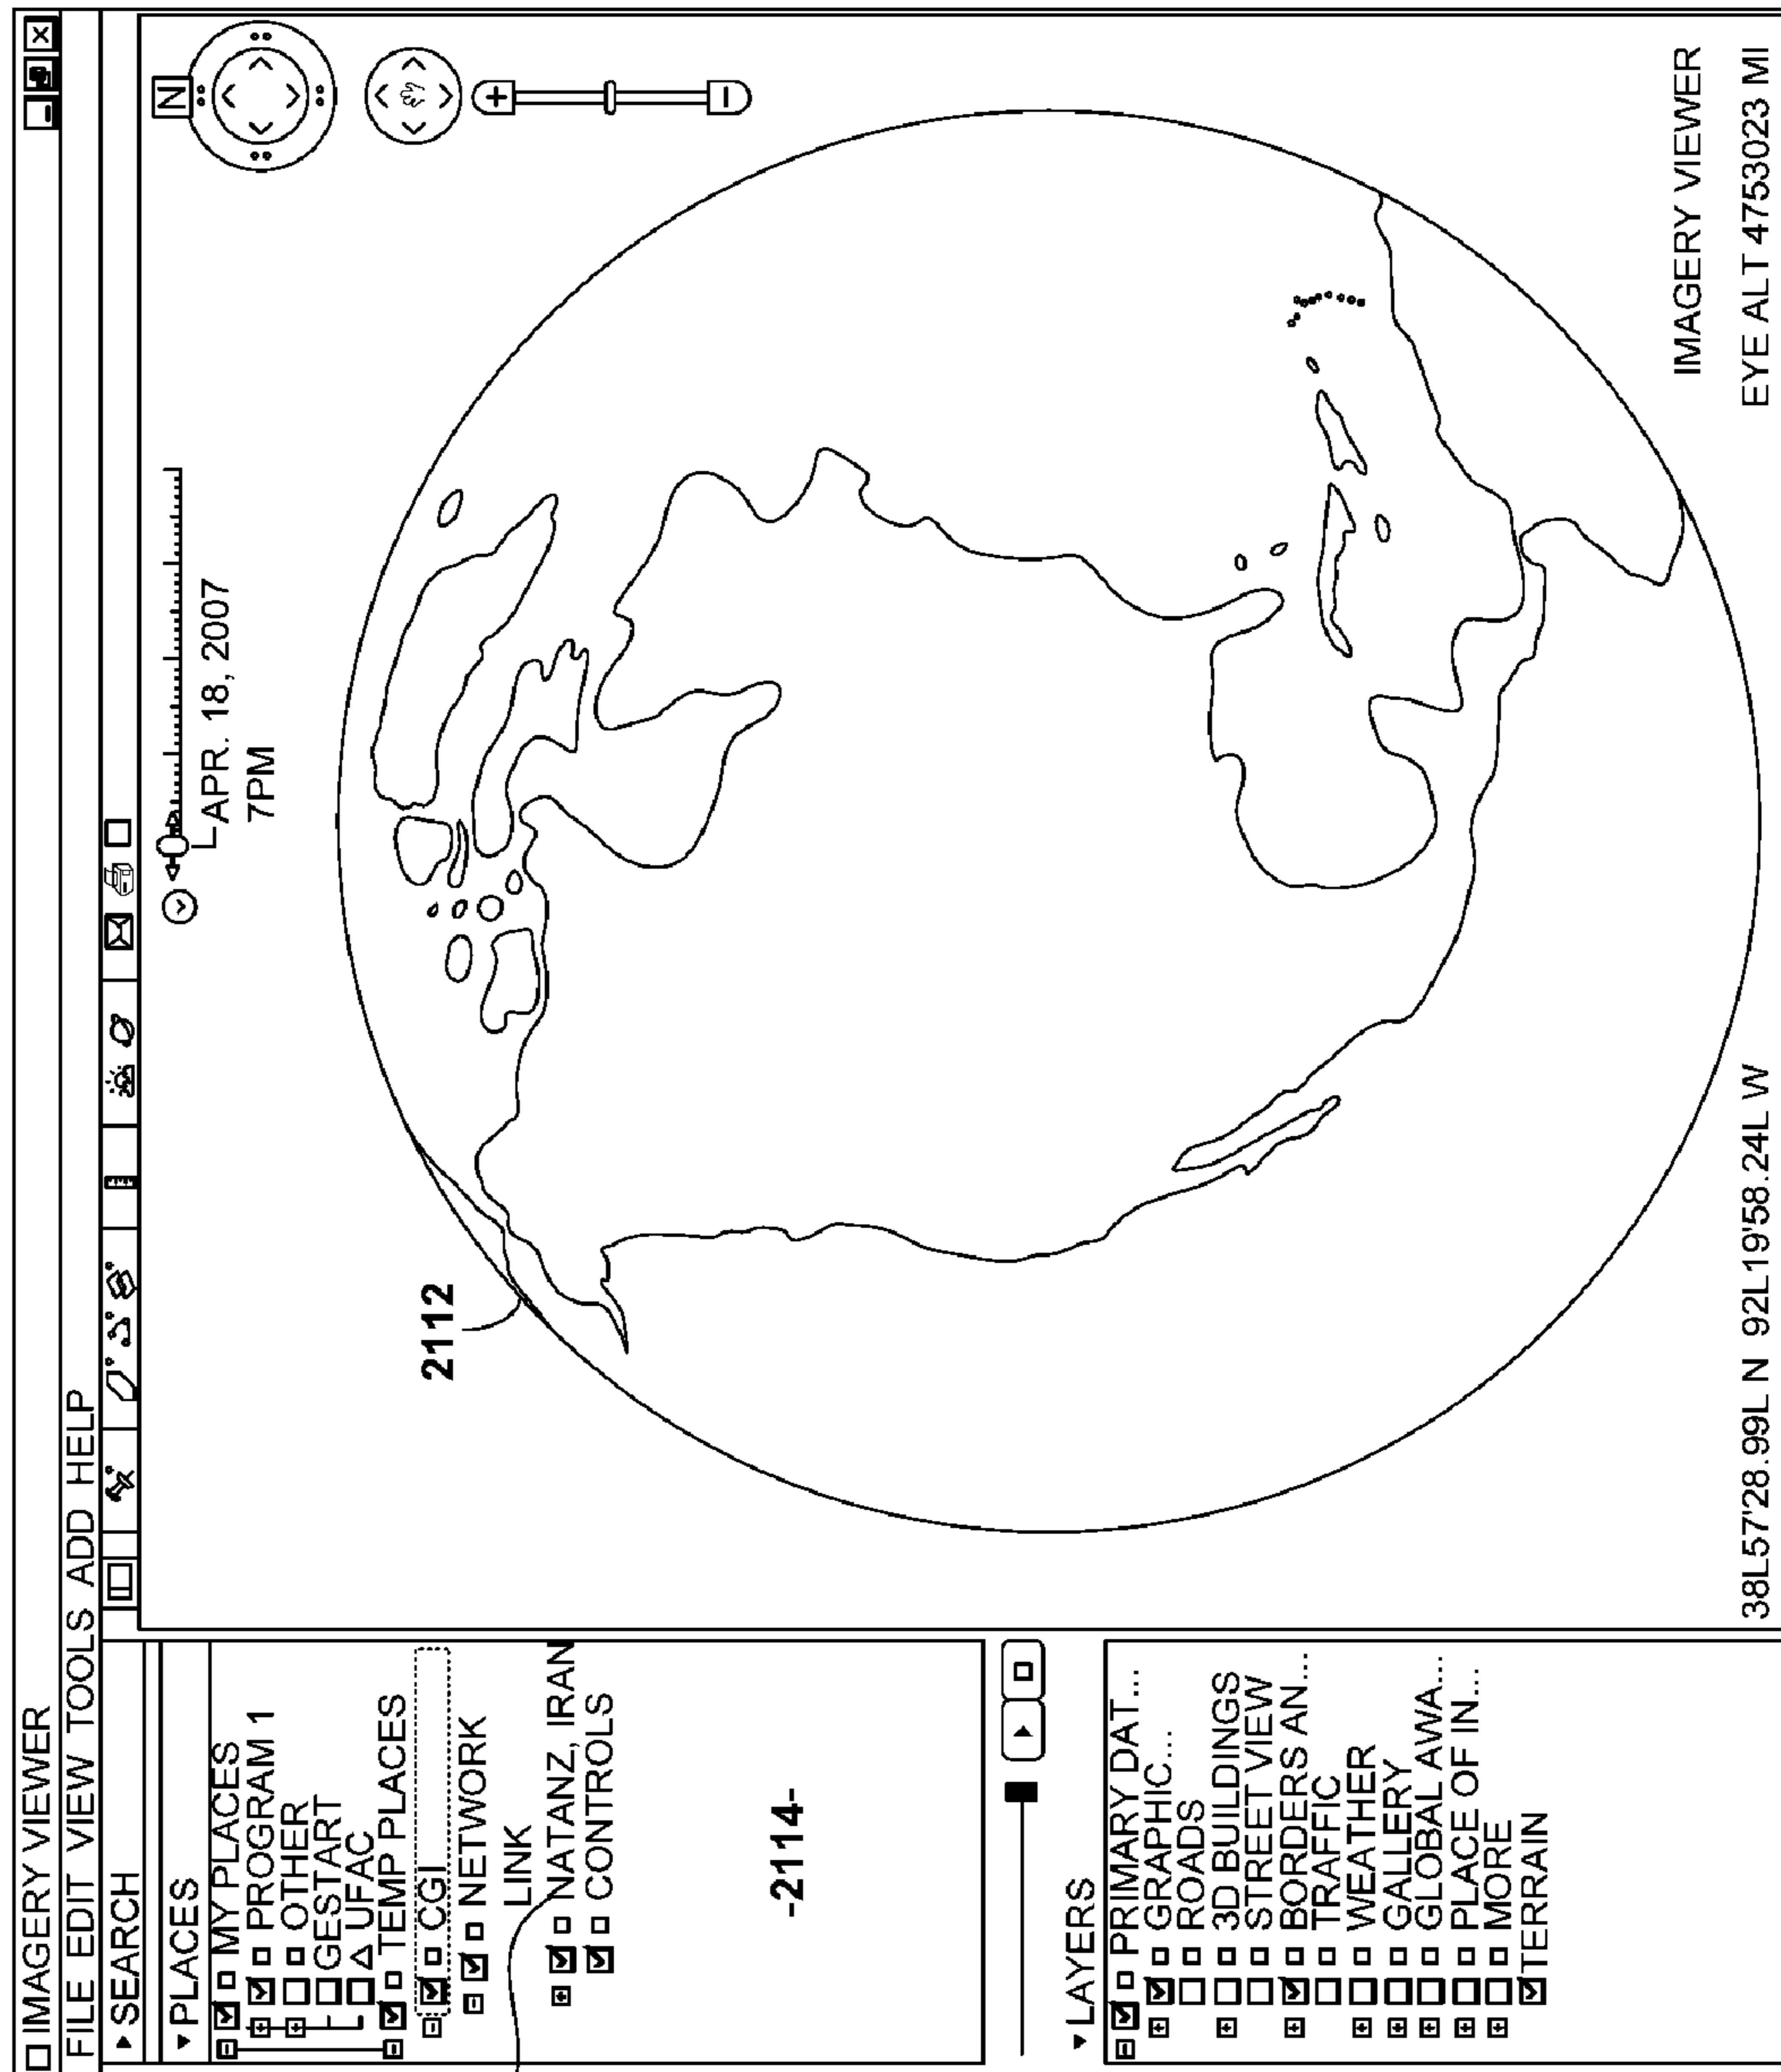 IMAGERY VIEWER
FILE EDIT VIEW TOOLS ADD HELP
SEARCH
PLACES
MY PLACES
PROGRAM 1
OTHER
GESTART
UFAC
TEMP PLACES
CGI
NETWORK
LINK
NATANZ, IRAN
CONTROLS
-2114-
LAYERS
PRIMARY DAT...
GRAPHIC...
ROADS
3D BUILDINGS
STREET VIEW
BORDERS AN...
TRAFFIC
WEATHER
GALLERY
GLOBAL AWA...
PLACE OF IN...
MORE
TERRAIN
APR. 18, 2007
7PM
N
2112
IMAGERY VIEWER
38L57'28.99L N 92L19'58.24L W
EYE ALT 4753023 MI